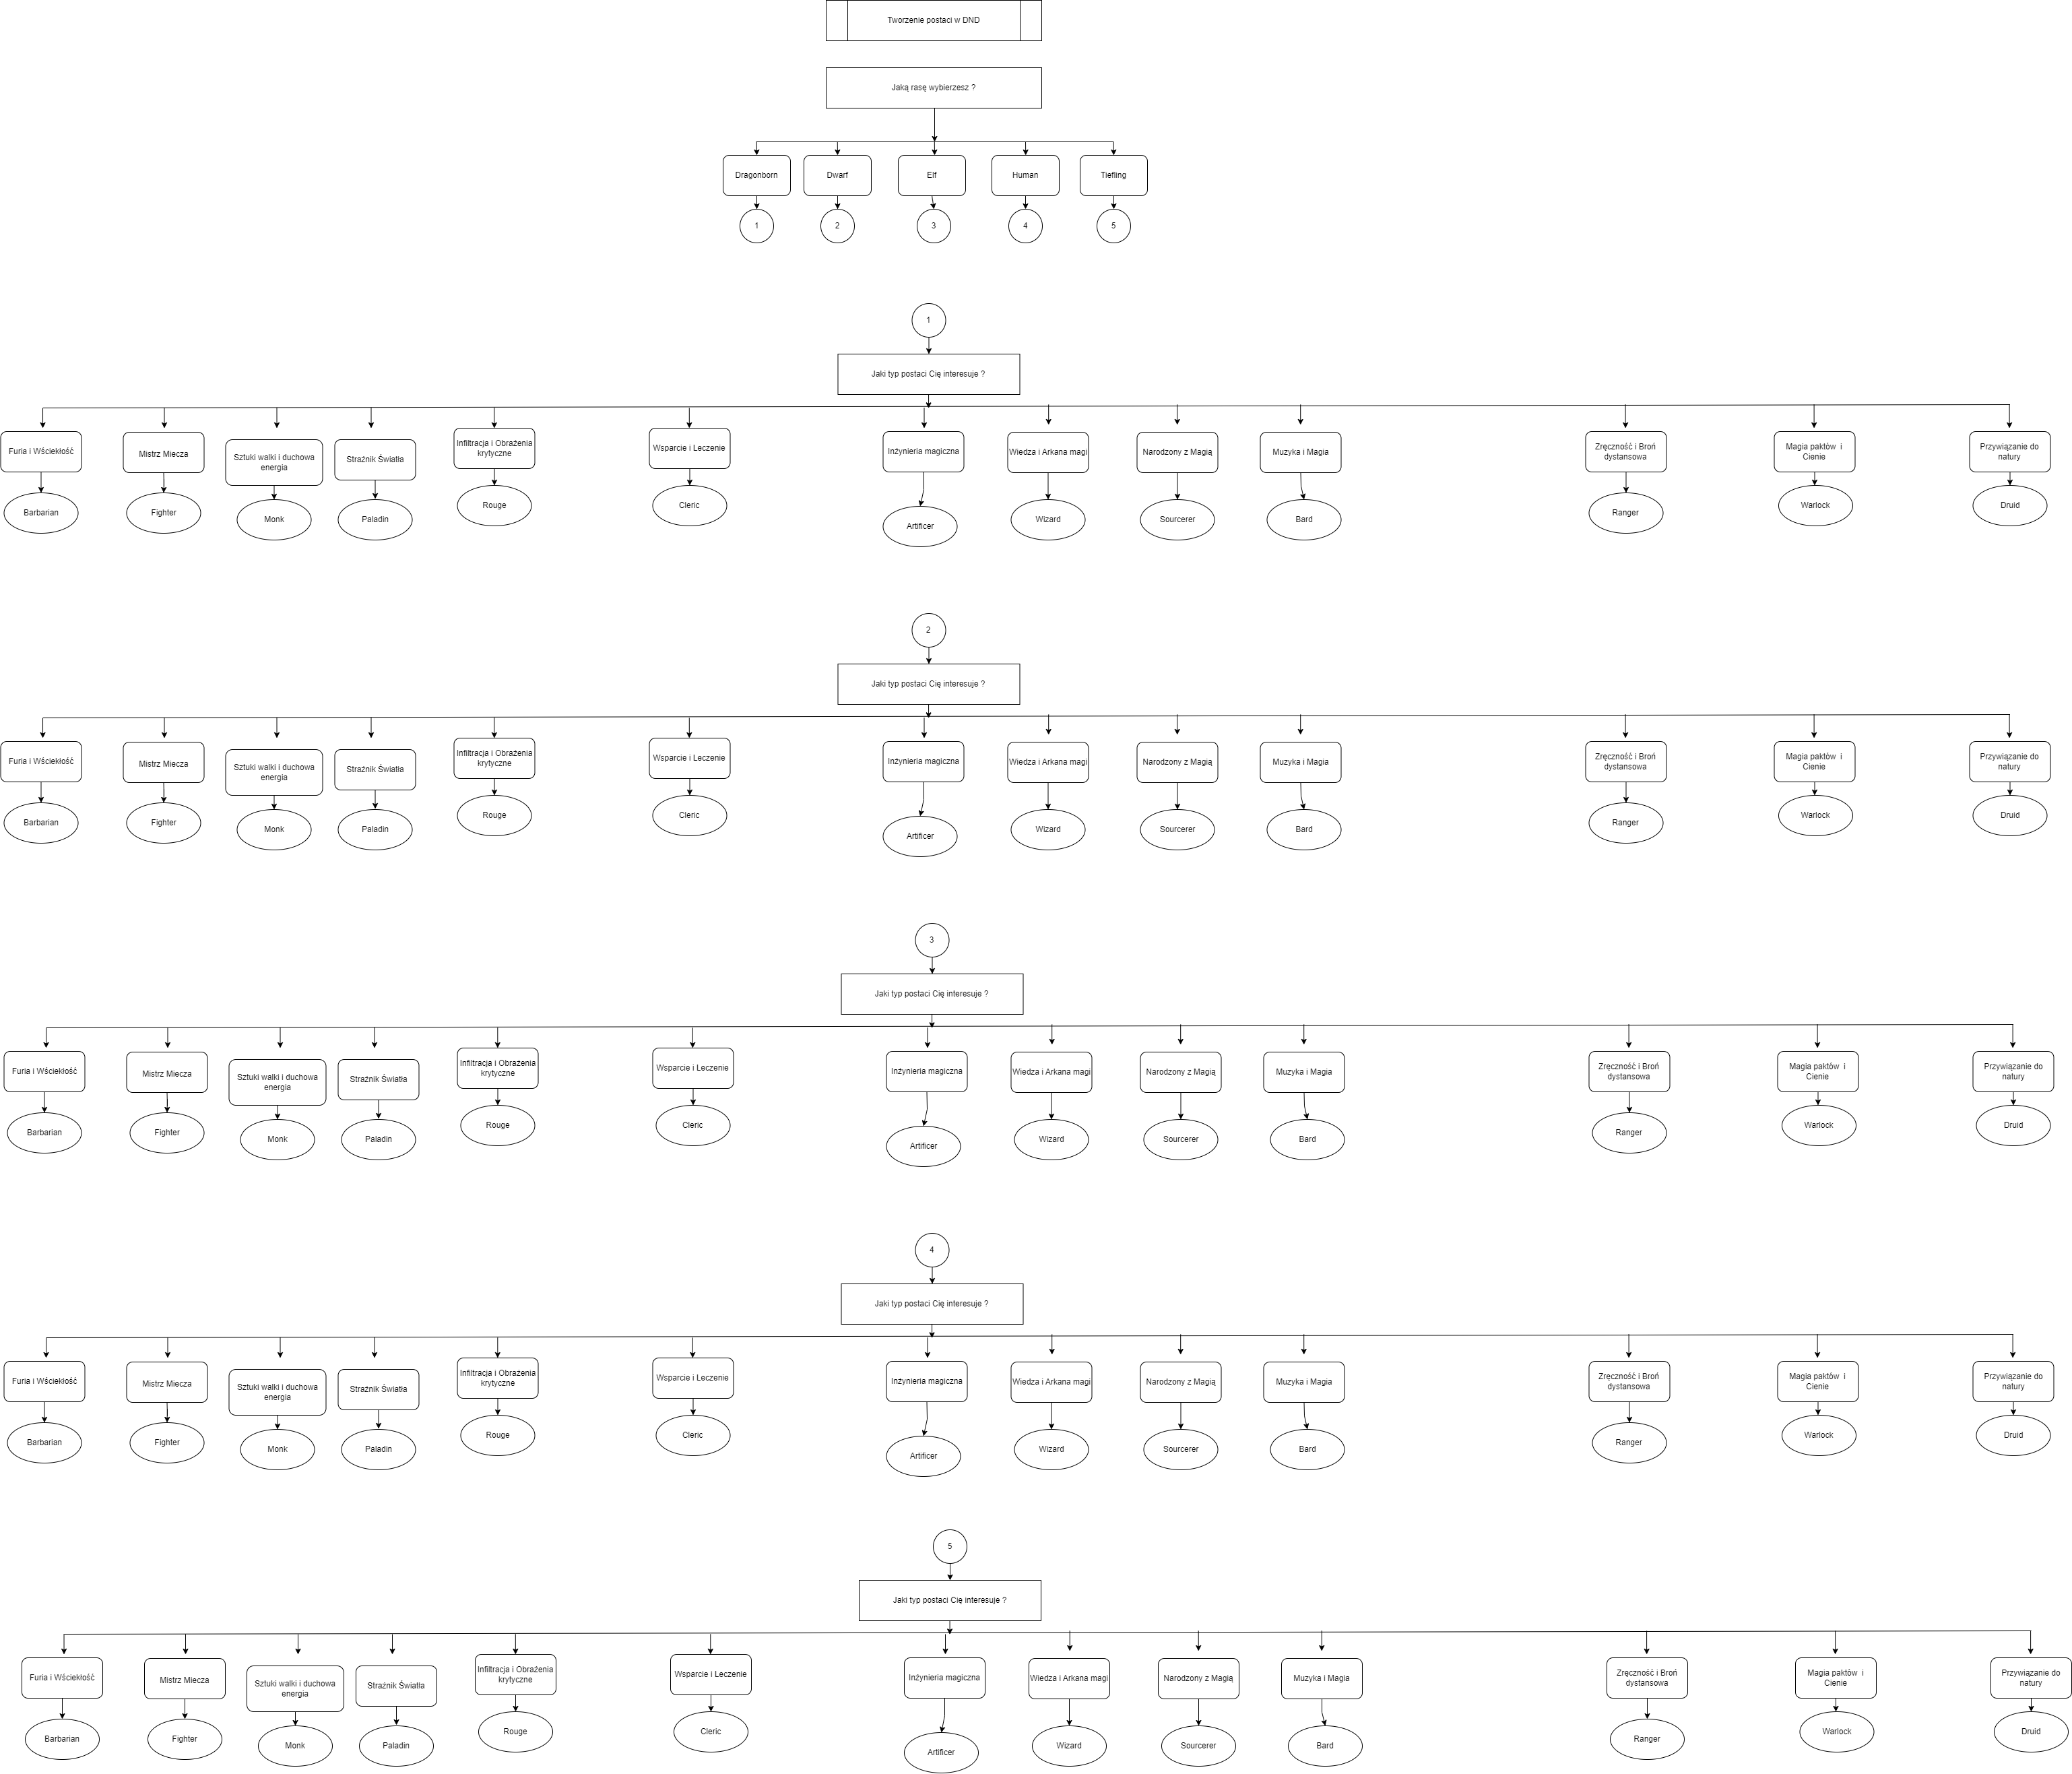 Tworzenie postaci w DND
Jaką rasę wybierzesz ?
Dragonborn
Dwarf
Elf
Human
Tiefling
1
2
3
4
5
1
Jaki typ postaci Cię interesuje ?
Furia i Wściekłość
Mistrz Miecza
Sztuki walki i duchowa
energia
Strażnik Światła
Infiltracja i Obrażenia
krytyczne
Wsparcie i Leczenie
Inżynieria magiczna
Wiedza i Arkana magi
Narodzony z Magią
Muzyka i Magia
Zręczność i Broń
dystansowa
Magia paktów  i
Cienie
Przywiązanie do
natury
Barbarian
Fighter
Monk
Paladin
Rouge
Cleric
Artificer
Wizard
Sourcerer
Bard
Ranger
Warlock
Druid
2
Jaki typ postaci Cię interesuje ?
Furia i Wściekłość
Mistrz Miecza
Sztuki walki i duchowa
energia
Strażnik Światła
Infiltracja i Obrażenia
krytyczne
Wsparcie i Leczenie
Inżynieria magiczna
Wiedza i Arkana magi
Narodzony z Magią
Muzyka i Magia
Zręczność i Broń
dystansowa
Magia paktów  i
Cienie
Przywiązanie do
natury
Barbarian
Fighter
Monk
Paladin
Rouge
Cleric
Artificer
Wizard
Sourcerer
Bard
Ranger
Warlock
Druid
3
Jaki typ postaci Cię interesuje ?
Furia i Wściekłość
Mistrz Miecza
Sztuki walki i duchowa
energia
Strażnik Światła
Infiltracja i Obrażenia
krytyczne
Wsparcie i Leczenie
Inżynieria magiczna
Wiedza i Arkana magi
Narodzony z Magią
Muzyka i Magia
Zręczność i Broń
dystansowa
Magia paktów  i
Cienie
Przywiązanie do
natury
Barbarian
Fighter
Monk
Paladin
Rouge
Cleric
Artificer
Wizard
Sourcerer
Bard
Ranger
Warlock
Druid
4
Jaki typ postaci Cię interesuje ?
Furia i Wściekłość
Mistrz Miecza
Sztuki walki i duchowa
energia
Strażnik Światła
Infiltracja i Obrażenia
krytyczne
Wsparcie i Leczenie
Inżynieria magiczna
Wiedza i Arkana magi
Narodzony z Magią
Muzyka i Magia
Zręczność i Broń
dystansowa
Magia paktów  i
Cienie
Przywiązanie do
natury
Barbarian
Fighter
Monk
Paladin
Rouge
Cleric
Artificer
Wizard
Sourcerer
Bard
Ranger
Warlock
Druid
5
Jaki typ postaci Cię interesuje ?
Furia i Wściekłość
Mistrz Miecza
Sztuki walki i duchowa
energia
Strażnik Światła
Infiltracja i Obrażenia
krytyczne
Wsparcie i Leczenie
Inżynieria magiczna
Wiedza i Arkana magi
Narodzony z Magią
Muzyka i Magia
Zręczność i Broń
dystansowa
Magia paktów  i
Cienie
Przywiązanie do
natury
Barbarian
Fighter
Monk
Paladin
Rouge
Cleric
Artificer
Wizard
Sourcerer
Bard
Ranger
Warlock
Druid